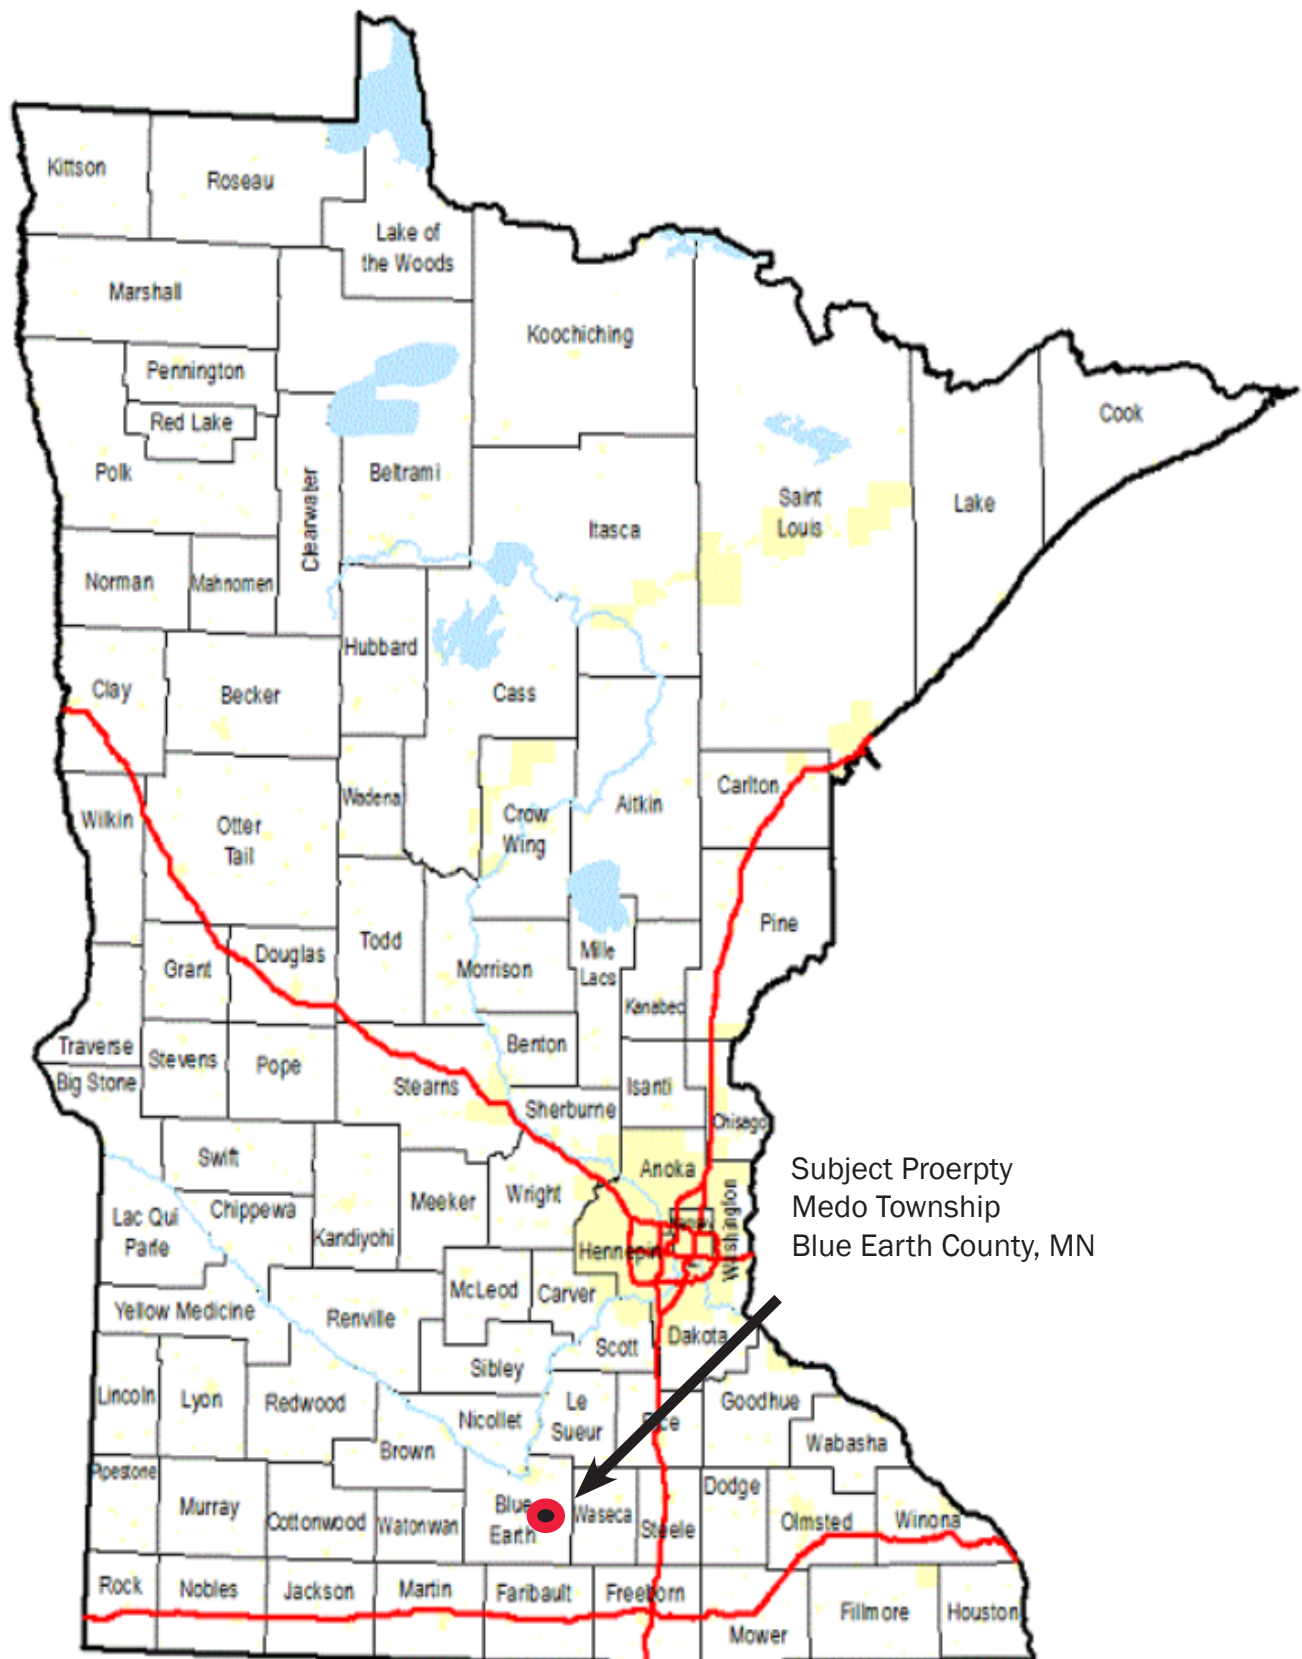 Kittson
Roseau
Lake of
the Woods
Marshall
Koochiching
Pennington
Red Lake
Cook
Polk
Clearwater
Beltrami
Saint
Louis
Lake
Itasca
Norman
Mahnomen
Hubbard
Clay
Becker
Cass
Wadena
Carlton
Wilkin
Otter
Tail
Crow
Wing
Aitkin
Pine
Todd
Douglas
Grant
Morrison
Mille
Lacs
Kanabec
Traverse
Stevens
Pope
Benton
Big Stone
Stearns
Isanti
Sherburne
Chisago
Swift
Anoka
Subject Proerpty
Medo Township
Blue Earth County, MN
Lac Qui
Parle
Chippewa
Kandiyohi
Meeker
Wright
Hennepin
Washington
McLeod
Carver
Yellow Medicine
Renville
Scott
Dakota
Sibley
Lincoln
Lyon
Redwood
Nicollet
Le
Sueur
Rice
Goodhue
Brown
Wabasha
Pipestone
Murray
Cottonwood
Watonwan
Blue
Earth
Waseca
Steele
Dodge
Olmsted
Winona
Rock
Nobles
Jackson
Martin
Faribault
Freeborn
Mower
Fillmore
Houston